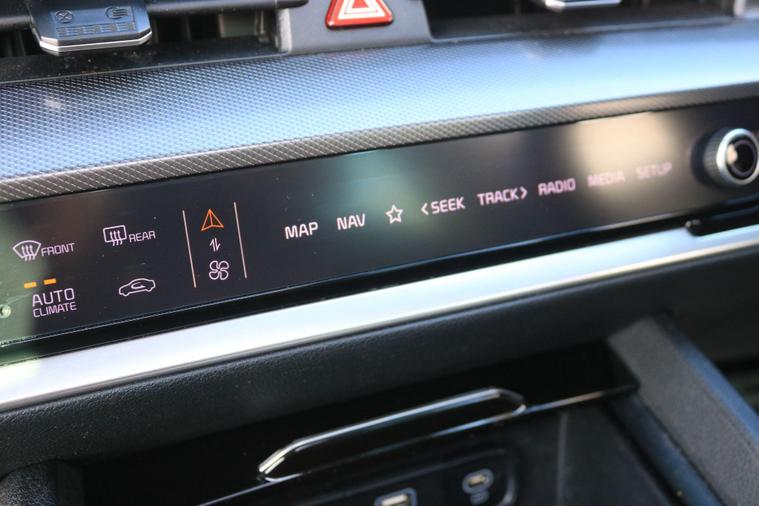 FRONT
REAR
AUTO
CLIMATE
MAP NAV <SEEK TRACK> RADIO MEDIA SETUP